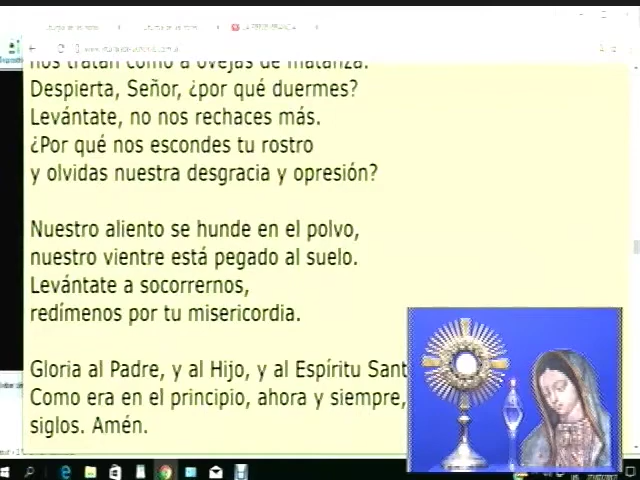 nos tratan como a ovejas de matanza.
Despierta, Señor, ¿por qué duermes?
Levántate, no nos rechaces más.
¿Por qué nos escondes tu rostro
y olvidas nuestra desgracia y opresión?
Nuestro aliento se hunde en el polvo,
nuestro vientre está pegado al suelo.
Levántate a socorrernos,
redímenos por tu misericordia.
Gloria al Padre, y al Hijo, y al Espíritu Sant
Como era en el principio, ahora y siempre,
siglos. Amén.